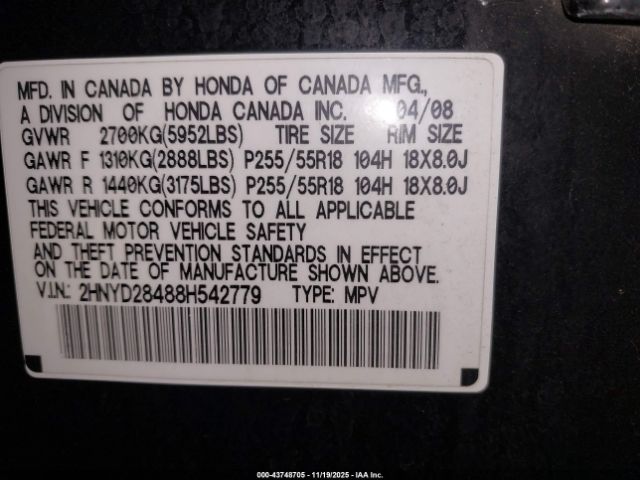 MFD. IN CANADA BY HONDA OF CANADA MFG.,
A DIVISION OF HONDA CANADA INC. 04/08
GVWR 2700KG(5952LBS) TIRE SIZE RIM SIZE
GAWR F 1310KG(2888LBS) P255/55R18 104H 18X8.0J
GAWR R 1440KG(3175LBS) P255/55R18 104H 18X8.0J
THIS VEHICLE CONFORMS TO ALL APPLICABLE
FEDERAL MOTOR VEHICLE SAFETY
AND THEFT PREVENTION STANDARDS IN EFFECT
ON THE DATE OF MANUFACTURE SHOWN ABOVE.
V.I.N.: 2HNYD28488H542779 TYPE: MPV
000-43748705 - 11/19/2025 - IAA Inc.